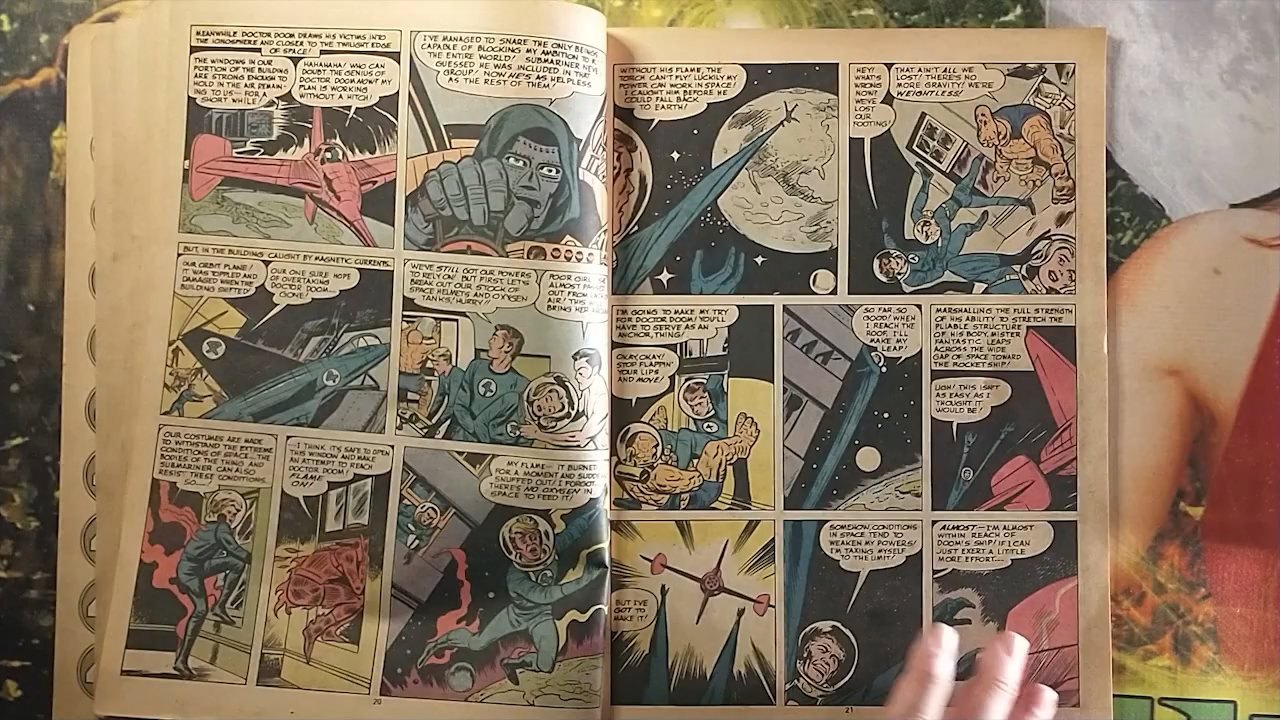 MEANWHILE DOCTOR DOOM DRAWS HIS VICTIMS INTO
THE IONOSPHERE AND CLOSER TO THE TWILIGHT EDGE
OF SPACE!
THE WINDOWS IN OUR
PORTION OF THE BUILDING
ARE STRONG ENOUGH TO
HOLD IN THE AIR REMAIN-
ING TO US--FOR A
SHORT WHILE!
HAHAHAHA! WHO CAN
DOUBT THE GENIUS OF
DOCTOR DOOM NOW? MY
PLAN IS WORKING
WITHOUT A HITCH!
I'VE MANAGED TO SNARE THE ONLY BEINGS
CAPABLE OF BLOCKING MY AMBITION TO
THE ENTIRE WORLD! SUBMARINER
GUESSED HE WAS INCLUDED IN THAT
GROUP! NOW HE'S AS HELPLESS
AS THE REST OF THEM!
BUT, IN THE BUILDING CAUGHT BY MAGNETIC CURRENTS--
OUR ORBIT PLANE!
IT WAS TOPPLED AND
DAMAGED WHEN THE
BUILDING SHIFTED!
OUR ONE SURE HOPE
OF OVERTAKING
DOCTOR DOOM--
GONE!
WE'VE STILL GOT OUR POWERS
TO RELY ON! BUT FIRST, LET'S
BREAK OUT OUR STOCK OF
SPACE HELMETS AND OXYGEN
TANKS! HURRY!
POOR
ALMOST
OUT FROM
AIR! THIS
BRING HER
OUR COSTUMES ARE MADE
TO WITHSTAND THE EXTREME
CONDITIONS OF SPACE...THE
BODIES OF THE THING AND
SUBMARINER CAN ALSO
RESIST THESE CONDITIONS.
SO...
--I THINK IT'S SAFE TO OPEN
THIS WINDOW AND MAKE
AN ATTEMPT TO REACH
DOCTOR DOOM!
FLAME
ON!
MY FLAME--IT BURNED
FOR A MOMENT AND
SNUFFED OUT! I FORGOT--
THERE'S NO OXYGEN IN
SPACE TO FEED IT!
20
WITHOUT HIS FLAME, THE
TORCH CAN'T FLY! LUCKILY MY
POWER CAN WORK IN SPACE!
I CAUGHT HIM BEFORE HE
COULD FALL BACK
TO EARTH!
HEY!
WHAT'S
WRONG
NOW?
WE'VE
LOST
OUR
FOOTING!
THAT AIN'T ALL WE
LOST! THERE'S NO
MORE GRAVITY! WE'RE
WEIGHTLESS!
I'M GOING TO MAKE MY TRY
FOR DOCTOR DOOM! YOU'LL
HAVE TO SERVE AS AN
ANCHOR, THING!
OKAY, OKAY!
STOP FLAPPIN'
YOUR LIPS
AND MOVE!
SO FAR, SO
GOOD! WHEN
I REACH THE
ROOF, I'LL
MAKE MY
LEAP!
MARSHALLING THE FULL STRENGTH
OF HIS ABILITY TO STRETCH THE
PLIABLE STRUCTURE
OF HIS BODY, MISTER
FANTASTIC LEAPS
ACROSS THE WIDE
GAP OF SPACE TOWARD
THE ROCKET SHIP!
UGH! THIS ISN'T
AS EASY AS I
THOUGHT IT
WOULD BE!
BUT I'VE
GOT TO
MAKE IT!
SOMEHOW, CONDITIONS
IN SPACE TEND TO
WEAKEN MY POWERS!
I'M TAXING MYSELF
TO THE LIMIT!
ALMOST--I'M ALMOST
WITHIN REACH OF
DOOM'S SHIP! IF I CAN
JUST EXERT A LITTLE
MORE EFFORT--
21